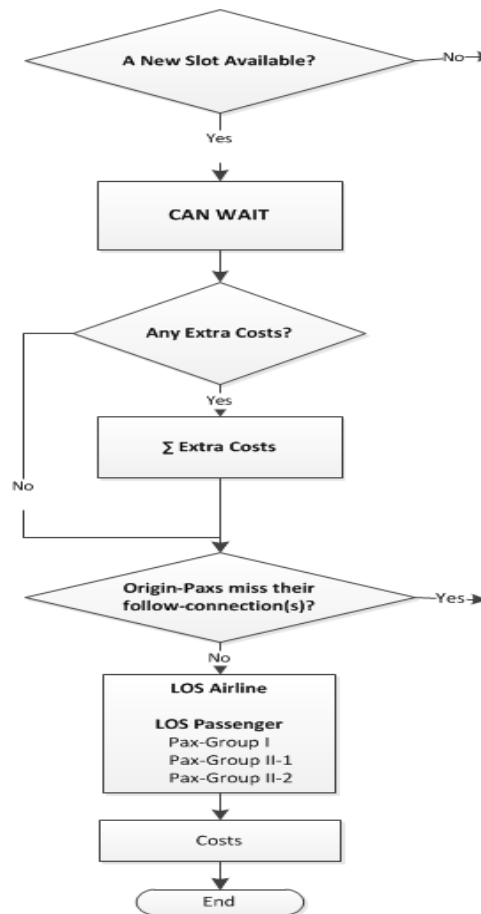 A New Slot Available?
No
Yes
CAN WAIT
Any Extra Costs?
Yes
∑ Extra Costs
No
Origin-Paxs miss their
follow-connection(s)?
Yes
No
LOS Airline
LOS Passenger
Pax-Group I
Pax-Group II-1
Pax-Group II-2
Costs
End